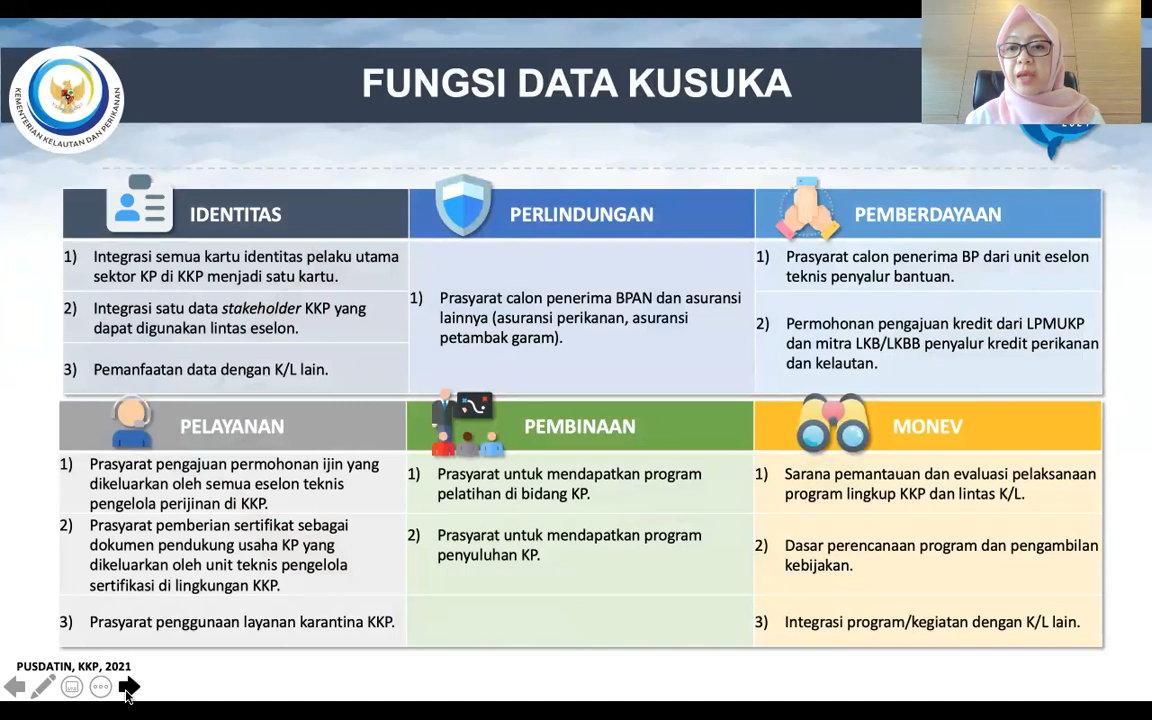 FUNGSI DATA KUSUKA
KEMENTERIAN KELAUTAN DAN PERIKANAN
IDENTITAS
1) Integrasi semua kartu identitas pelaku utama
sektor KP di KKP menjadi satu kartu.
2) Integrasi satu data stakeholder KKP yang
dapat digunakan lintas eselon.
3) Pemanfaatan data dengan K/L lain.
PERLINDUNGAN
1) Prasyarat calon penerima BPAN dan asuransi
lainnya (asuransi perikanan, asuransi
petambak garam).
PEMBERDAYAAN
1) Prasyarat calon penerima BP dari unit eselon
teknis penyalur bantuan.
2) Permohonan pengajuan kredit dari LPMUKP
dan mitra LKB/LKBB penyalur kredit perikanan
dan kelautan.
PELAYANAN
1) Prasyarat pengajuan permohonan ijin yang
dikeluarkan oleh semua eselon teknis
pengelola perijinan di KKP.
2) Prasyarat pemberian sertifikat sebagai
dokumen pendukung usaha KP yang
dikeluarkan oleh unit teknis pengelola
sertifikasi di lingkungan KKP.
3) Prasyarat penggunaan layanan karantina KKP.
PEMBINAAN
1) Prasyarat untuk mendapatkan program
pelatihan di bidang KP.
2) Prasyarat untuk mendapatkan program
penyuluhan KP.
MONEV
1) Sarana pemantauan dan evaluasi pelaksanaan
program lingkup KKP dan lintas K/L.
2) Dasar perencanaan program dan pengambilan
kebijakan.
3) Integrasi program/kegiatan dengan K/L lain.
PUSDATIN, KKP, 2021